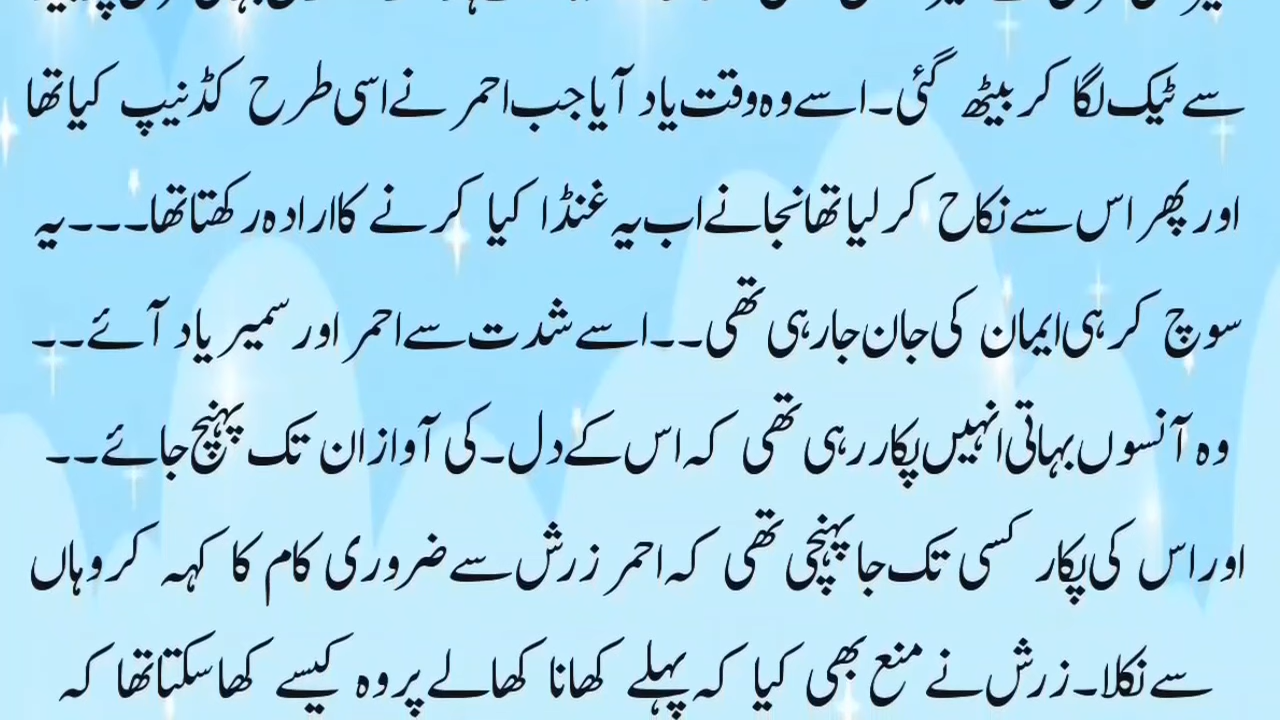 سے ٹیک لگا کر بیٹھ گئی۔ اسے وہ وقت یاد آیا جب احمر نے اسی طرح کڈنیپ کیا تھا
اور پھر اس سے نکاح کر لیا تھا نجانے اب یہ غنڈا کیا کرنے کا ارادہ رکھتا تھا۔۔۔ یہ
سوچ کر ہی ایمان کی جان جا رہی تھی۔۔ اسے شدت سے احمر اور سمیر یاد آئے۔۔
وہ آنسوں بہاتی انہیں پکار رہی تھی کہ اس کے دل۔ کی آواز ان تک پہنچ جائے۔۔
اور اس کی پکار کسی تک جا پہنچی تھی کہ احمر زرش سے ضروری کام کا کہہ کر وہاں
سے نکلا۔ زرش نے منع بھی کیا کہ پہلے کھانا کھا لے پر وہ کیسے کھا سکتا تھا کہ